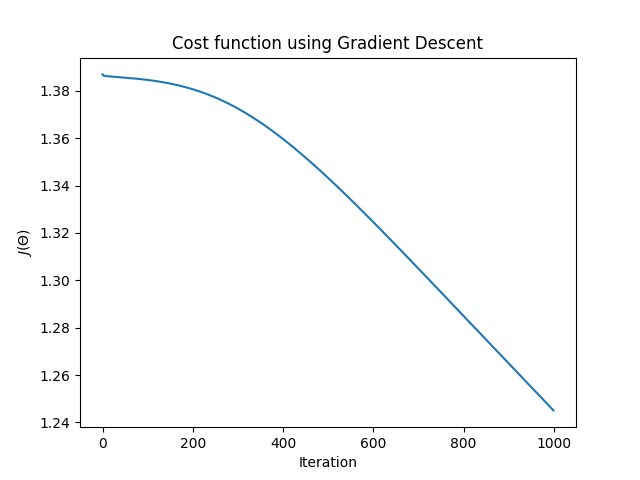 Cost function using Gradient Descent
1.38
1.36
1.34
1.32
1.30
1.28
1.26
1.24
J(Θ)
0 200 400 600 800 1000
Iteration